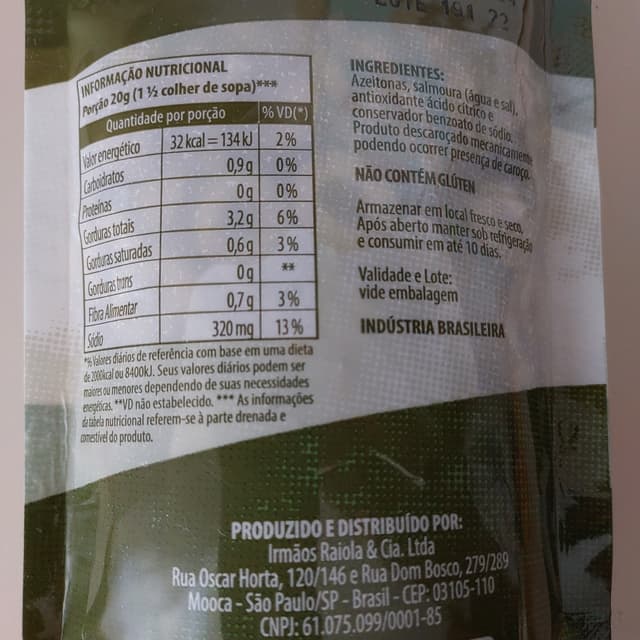 LOTE 191 22
INFORMAÇÃO NUTRICIONAL
Porção 20g (1 ½ colher de sopa)***
Quantidade por porção % VD(*)
Valor energético 32 kcal = 134 kJ 2%
Carboidratos 0,9g 0%
Proteínas 0g 0%
Gorduras totais 3,2g 6%
Gorduras saturadas 0,6g 3%
Gorduras trans 0g **
Fibra Alimentar 0,7g 3%
Sódio 320mg 13%
*% Valores diários de referência com base em uma dieta
de 2000kcal ou 8400kJ. Seus valores diários podem ser
maiores ou menores dependendo de suas necessidades
energéticas. **VD não estabelecido. *** As informações
da tabela nutricional referem-se à parte drenada e
comestível do produto.
INGREDIENTES:
Azeitonas, salmoura (água e sal),
antioxidante ácido cítrico e
conservador benzoato de sódio.
Produto descaroçado mecanicamente
podendo ocorrer presença de caroço.
NÃO CONTÉM GLÚTEN
Armazenar em local fresco e seco.
Após aberto manter sob refrigeração
e consumir em até 10 dias.
Validade e Lote:
vide embalagem
INDÚSTRIA BRASILEIRA
PRODUZIDO E DISTRIBUÍDO POR:
Irmãos Raiola & Cia. Ltda
Rua Oscar Horta, 120/146 e Rua Dom Bosco, 279/289
Mooca - São Paulo/SP - Brasil - CEP: 03105-110
CNPJ: 61.075.099/0001-85